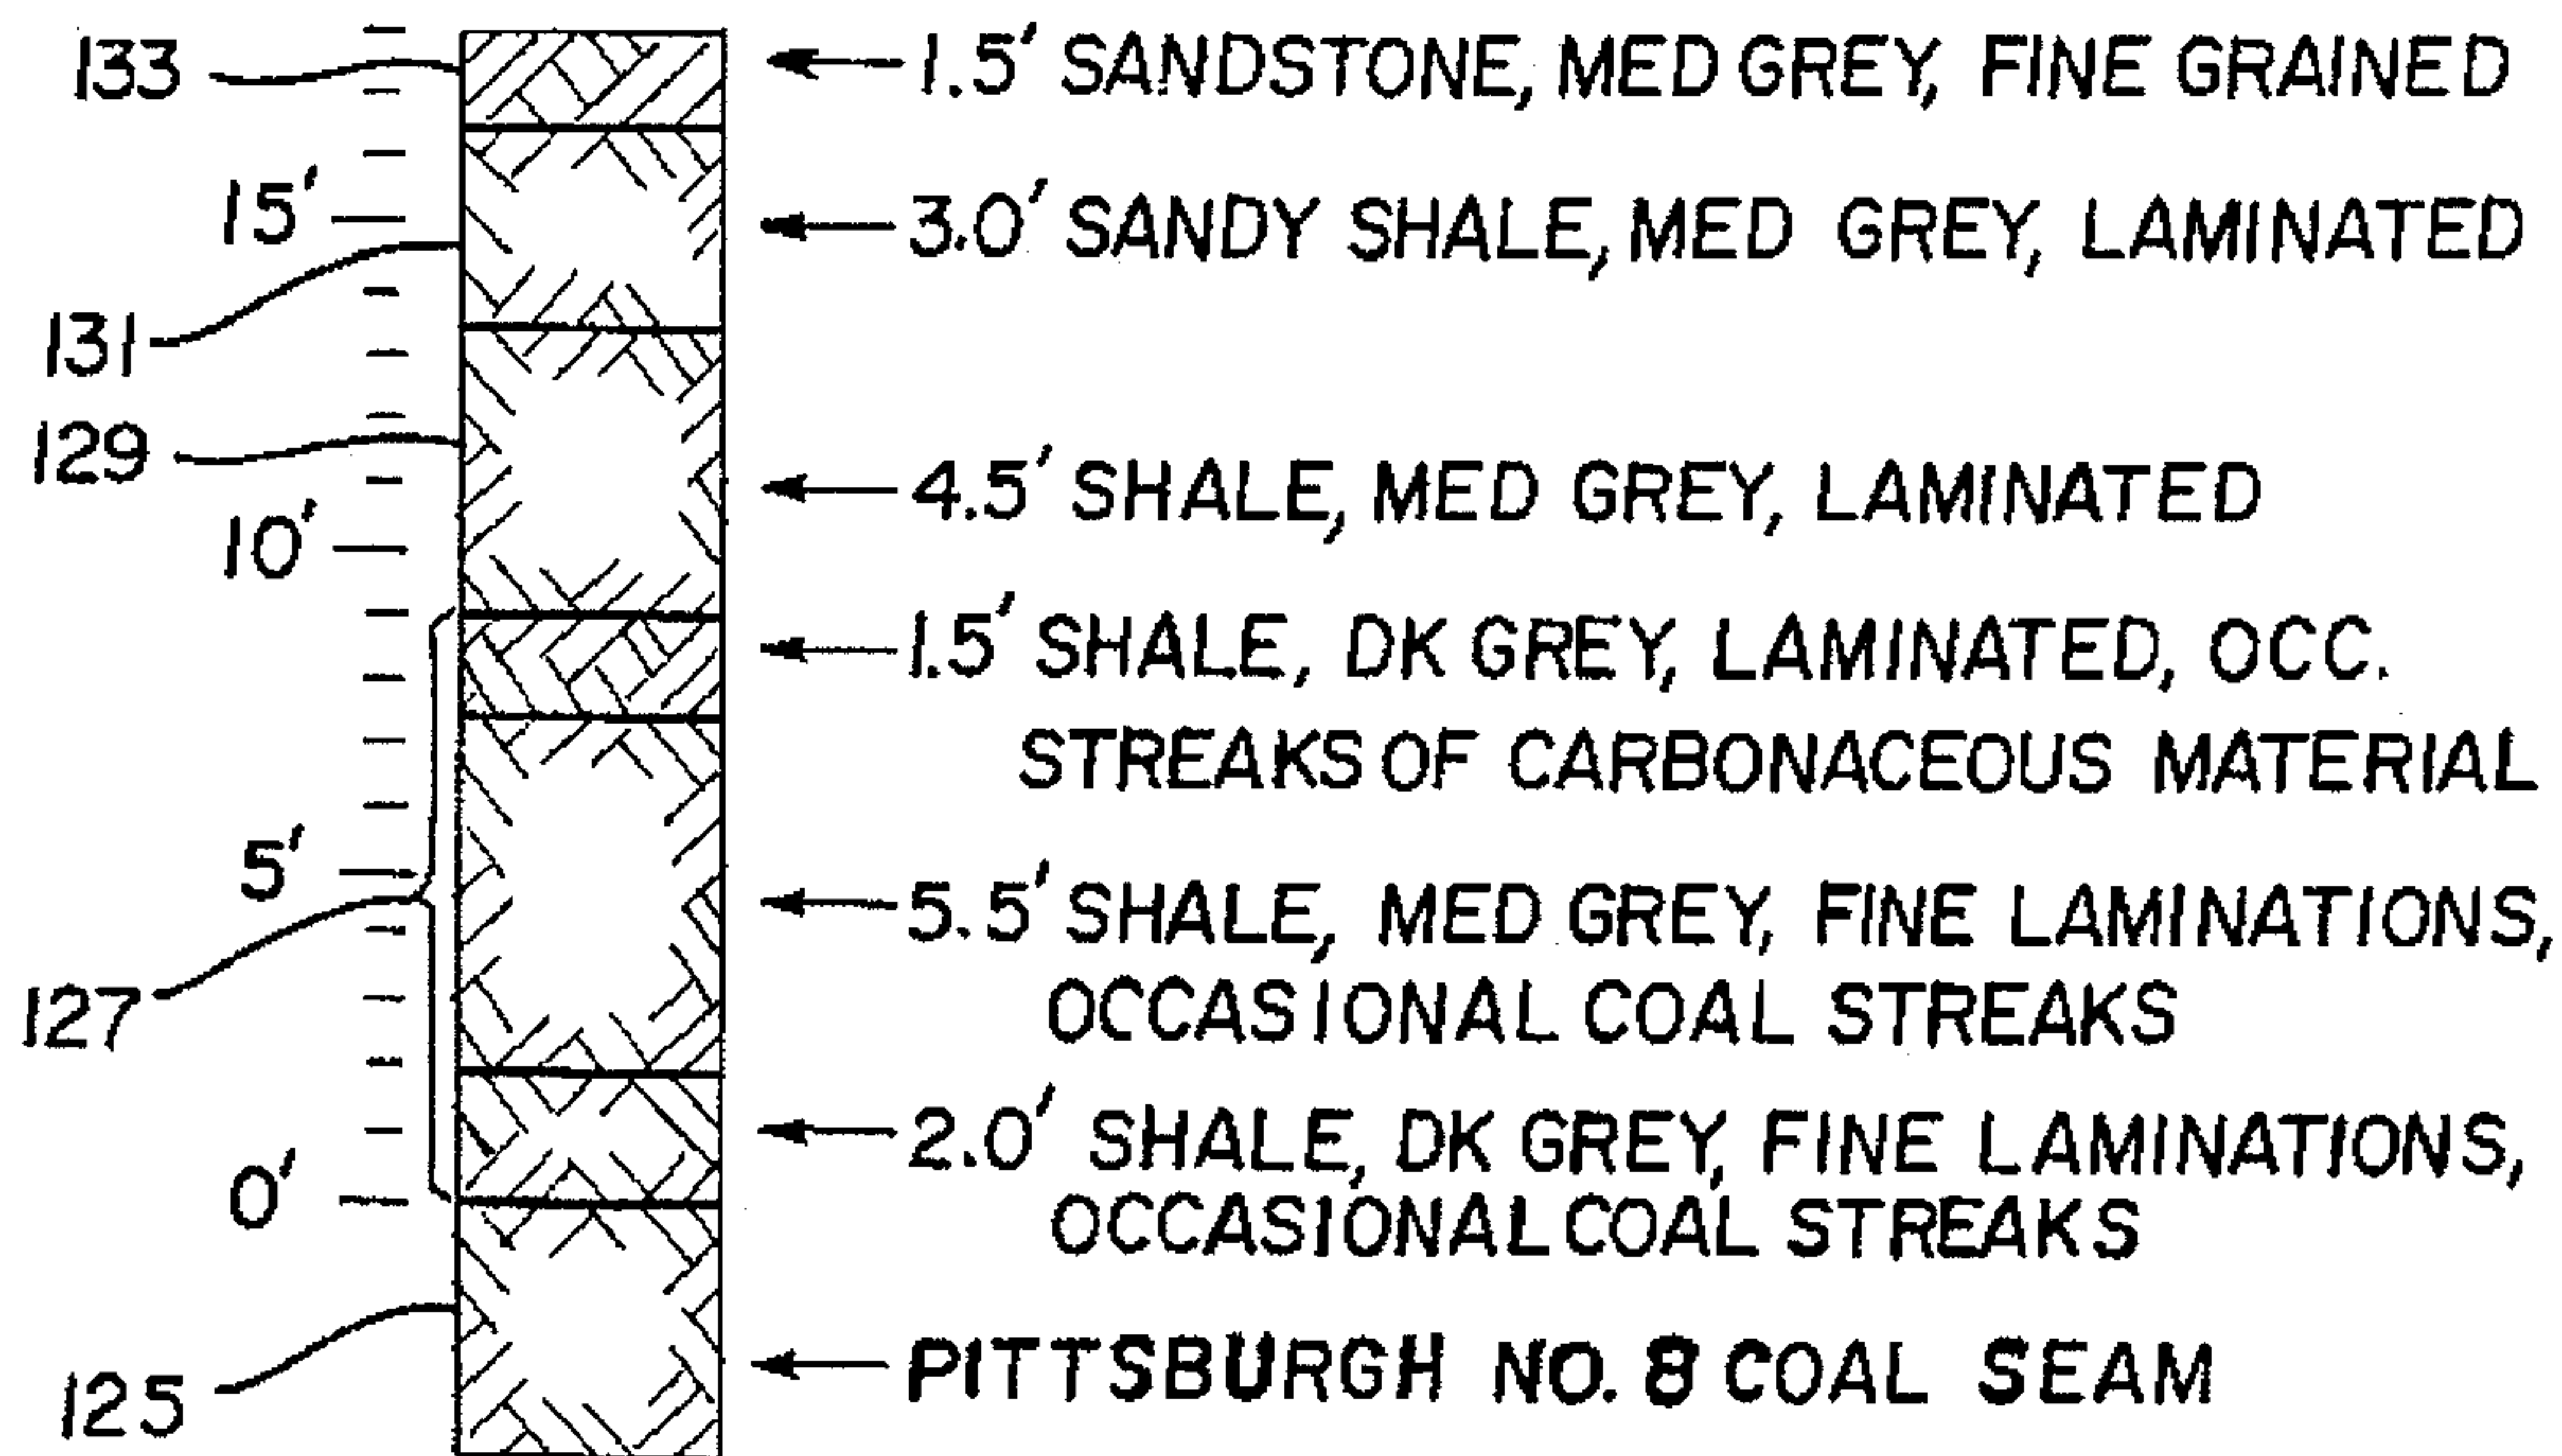 133
1.5' SANDSTONE, MED GREY, FINE GRAINED
15'
3.0' SANDY SHALE, MED GREY, LAMINATED
131
129
4.5' SHALE, MED GREY, LAMINATED
10'
1.5' SHALE, DK GREY, LAMINATED, OCC.
STREAKS OF CARBONACEOUS MATERIAL
5'
5.5' SHALE, MED GREY, FINE LAMINATIONS,
OCCASIONAL COAL STREAKS
127
2.0' SHALE, DK GREY, FINE LAMINATIONS,
0'
OCCASIONAL COAL STREAKS
125
PITTSBURGH NO. 8 COAL SEAM